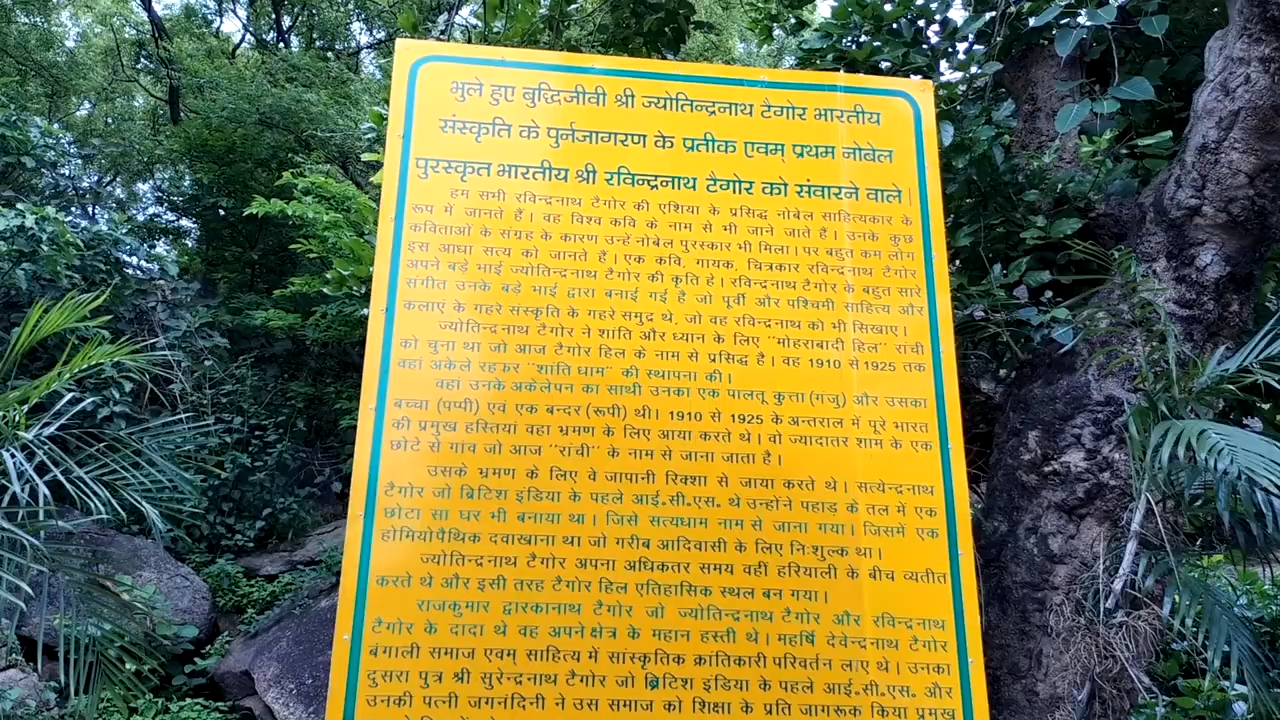 भुले हुए बुद्धिजीवी श्री ज्योतिन्द्रनाथ टैगोर भारतीय
संस्कृति के पुर्नजागरण के प्रतीक एवम् प्रथम नोबेल
पुरस्कृत भारतीय श्री रविन्द्रनाथ टैगोर को संवारने वाले |
हम सभी रविन्द्रनाथ टैगोर की एशिया के प्रसिद्ध नोबेल साहित्यकार के
रूप में जानते हैं | वह विश्व कवि के नाम से भी जाने जाते हैं | उनके कुछ
कविताओं के संग्रह के कारण उन्हें नोबेल पुरस्कार भी मिला | पर बहुत कम लोग
इस आधा सत्य को जानते हैं | एक कवि, गायक, चित्रकार रविन्द्रनाथ टैगोर
अपने बड़े भाई ज्योतिन्द्रनाथ टैगोर की कृति हे | रविन्द्रनाथ टैगोर के बहुत सारे
संगीत उनके बड़े भाई द्वारा बनाई गई है जो पूर्वी और पश्चिमी साहित्य और
कलाएं के गहरे संस्कृति के गहरे समुद्र थे, जो वह रविन्द्रनाथ को भी सिखाए |
ज्योतिन्द्रनाथ टैगोर ने शांति और ध्यान के लिए "मोहराबादी हिल" रांची
को चुना था जो आज टैगोर हिल के नाम से प्रसिद्ध है | वह 1910 से 1925 तक
वहां अकेले रहकर "शांति धाम" की स्थापना की |
वहां उनके अकेलेपन का साथी उनका एक पालतू कुत्ता (गंजु) और उसका
बच्चा (पप्पी) एवं एक बन्दर (रूपी) थी | 1910 से 1925 के अन्तराल में पूरे भारत
की प्रमुख हस्तियां वहा भ्रमण के लिए आया करते थे | वो ज्यादातर शाम के एक
छोटे से गांव जो आज "रांची" के नाम से जाना जाता है |
उसके भ्रमण के लिए वे जापानी रिक्शा से जाया करते थे | सत्येन्द्रनाथ
टैगोर जो ब्रिटिश इंडिया के पहले आई०सी०एस० थे उन्होंने पहाड़ के तल में एक
छोटा सा घर भी बनाया था | जिसे सत्यधाम नाम से जाना गया | जिसमें एक
होमियोपैथिक दवाखाना था जो गरीब आदिवासी के लिए निःशुल्क था |
ज्योतिन्द्रनाथ टैगोर अपना अधिकतर समय वहीं हरियाली के बीच व्यतीत
करते थे और इसी तरह टैगोर हिल एतिहासिक स्थल बन गया |
राजकुमार द्वारकानाथ टैगोर जो ज्योतिन्द्रनाथ टैगोर और रविन्द्रनाथ
टैगोर के दादा थे वह अपने क्षेत्र के महान हस्ती थे | महर्षि देवेन्द्रनाथ टैगोर
बंगाली समाज एवम् साहित्य में सांस्कृतिक क्रांतिकारी परिवर्तन लाए थे | उनका
दुसरा पुत्र श्री सुरेन्द्रनाथ टैगोर जो ब्रिटिश इंडिया के पहले आई०सी०एस० और
उनकी पत्नी जगनंदिनी ने उस समाज को शिक्षा के प्रति जागरूक किया प्रमुख